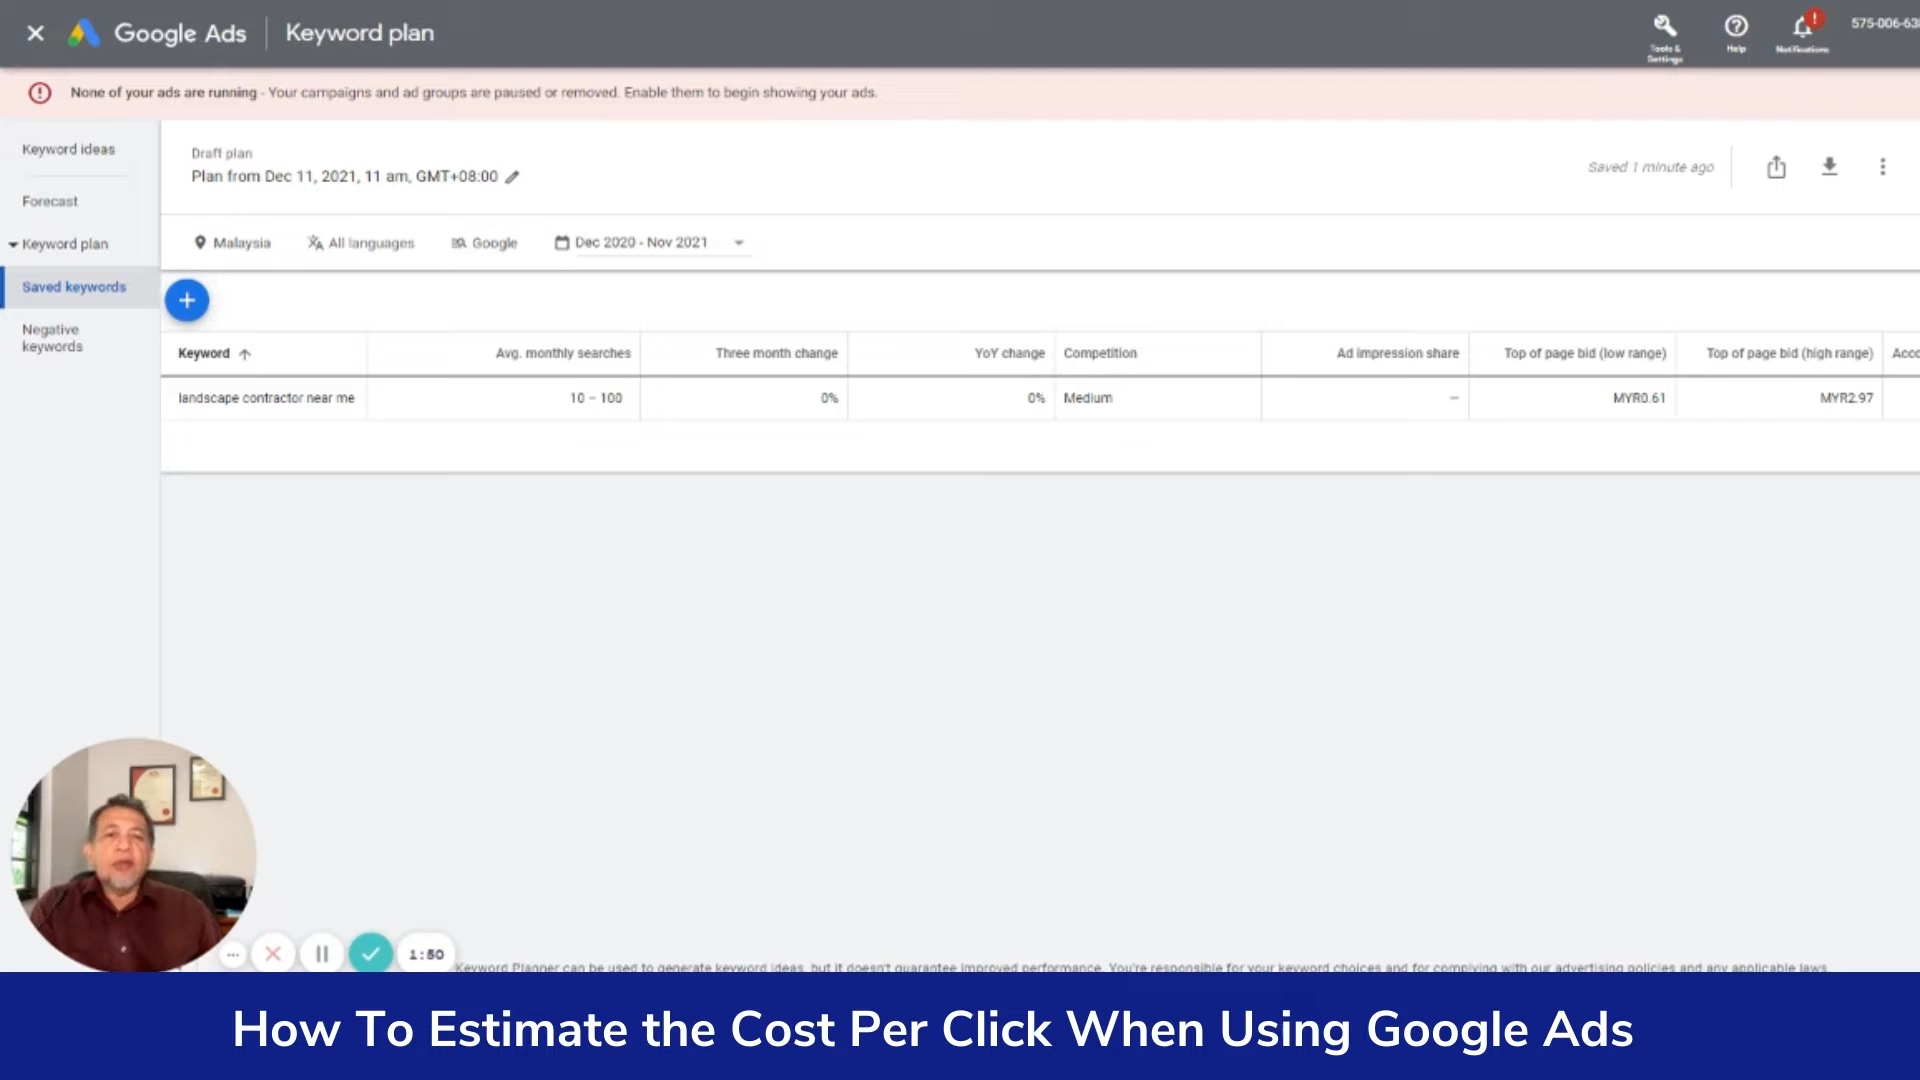 Google Ads Keyword plan
Tools & Settings
Help
Notifications
None of your ads are running - Your campaigns and ad groups are paused or removed. Enable them to begin showing your ads.
Keyword ideas
Forecast
Keyword plan
Saved keywords
Negative keywords
Draft plan
Plan from Dec 11, 2021, 11 am, GMT+08:00
Saved 1 minute ago
Malaysia All languages Google Dec 2020 - Nov 2021
Keyword Avg. monthly searches Three month change YoY change Competition Ad impression share Top of page bid (low range) Top of page bid (high range)
landscape contractor near me 10 – 100 0% 0% Medium – MYR0.61 MYR2.97
1:50
Keyword Planner can be used to generate keyword ideas, but it doesn't guarantee improved performance. You're responsible for your keyword choices and for complying with our advertising policies and any applicable laws.
How To Estimate the Cost Per Click When Using Google Ads